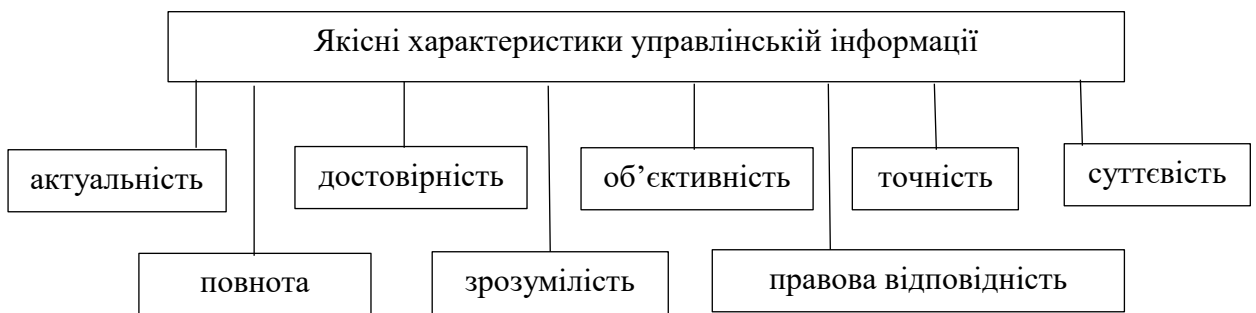 Якісні характеристики управлінській інформації
актуальність
достовірність
об’єктивність
точність
суттєвість
повнота
зрозумілість
правова відповідність